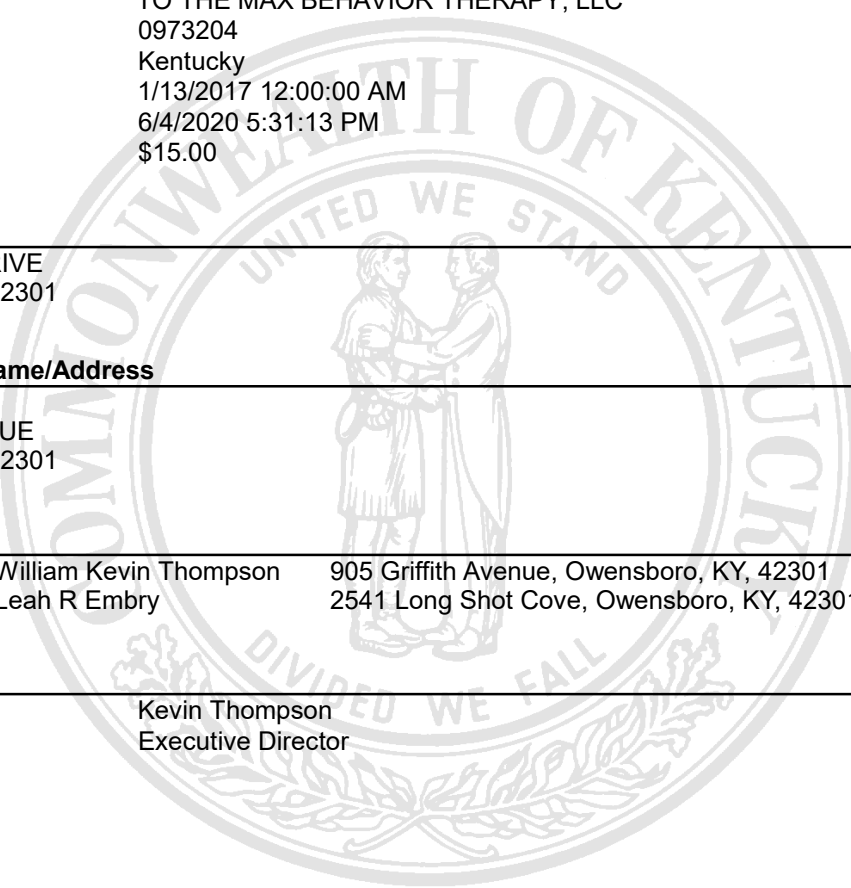 TO THE MAX BEHAVIOR THERAPY, LLC
0973204
Kentucky
1/13/2017 12:00:00 AM
6/4/2020 5:31:13 PM
$15.00
COMMONWEALTH OF KENTUCKY
UNITED WE STAND
RIVE
2301
ame/Address
UE
2301
William Kevin Thompson 905 Griffith Avenue, Owensboro, KY, 42301
Leah R Embry 2541 Long Shot Cove, Owensboro, KY, 42301
DIVIDED WE FALL
Kevin Thompson
Executive Director